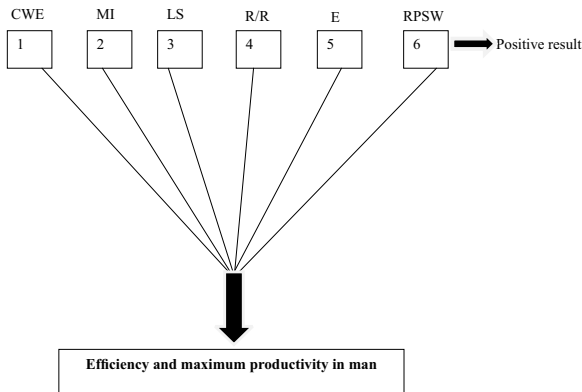 CWE MI LS R/R E RPSW
1 2 3 4 5 6 Positive result
Efficiency and maximum productivity in man